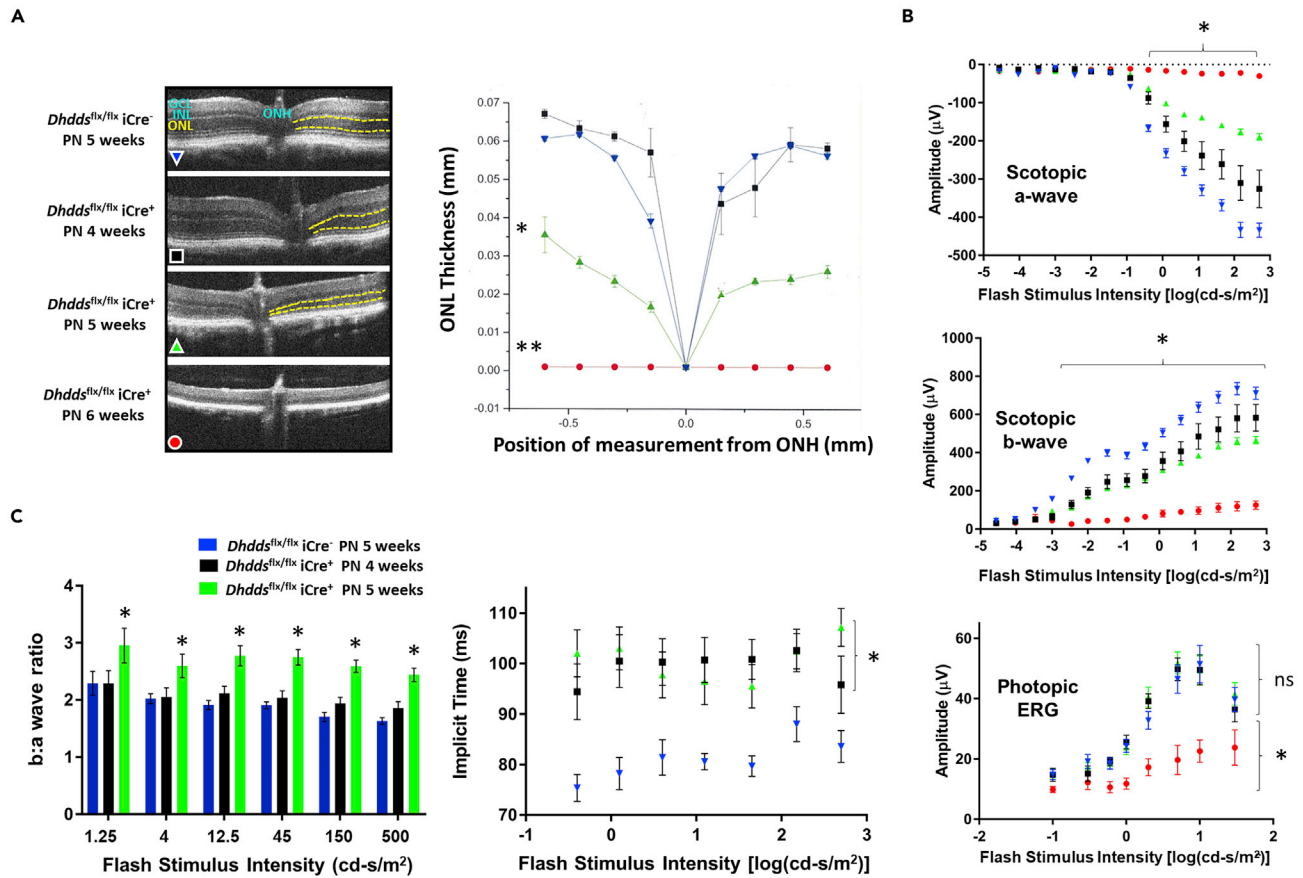 A
Dhdds^flx/flx iCre^-
PN 5 weeks
GCL
INL
ONL
ONH
Dhdds^flx/flx iCre^+
PN 4 weeks
Dhdds^flx/flx iCre^+
PN 5 weeks
Dhdds^flx/flx iCre^+
PN 6 weeks
ONL Thickness (mm)
0.07
0.06
0.05
0.04
0.03
0.02
0.01
0.00
-0.01
*
**
-0.5 0.0 0.5
Position of measurement from ONH (mm)
B
*
Amplitude (µV)
0
-100
-200
-300
-400
-500
Scotopic
a-wave
-5 -4 -3 -2 -1 0 1 2 3
Flash Stimulus Intensity [log(cd-s/m²)]
*
Amplitude (µV)
1000
800
600
400
200
0
Scotopic
b-wave
-5 -4 -3 -2 -1 0 1 2 3
Flash Stimulus Intensity [log(cd-s/m²)]
Amplitude (µV)
60
40
20
0
Photopic
ERG
ns
*
-2 -1 0 1 2
Flash Stimulus Intensity [log(cd-s/m²)]
C
Dhdds^flx/flx iCre^- PN 5 weeks
Dhdds^flx/flx iCre^+ PN 4 weeks
Dhdds^flx/flx iCre^+ PN 5 weeks
b:a wave ratio
4
3
2
1
0
* * * * * *
1.25 4 12.5 45 150 500
Flash Stimulus Intensity (cd-s/m²)
Implicit Time (ms)
110
100
90
80
70
*
-1 0 1 2 3
Flash Stimulus Intensity [log(cd-s/m²)]